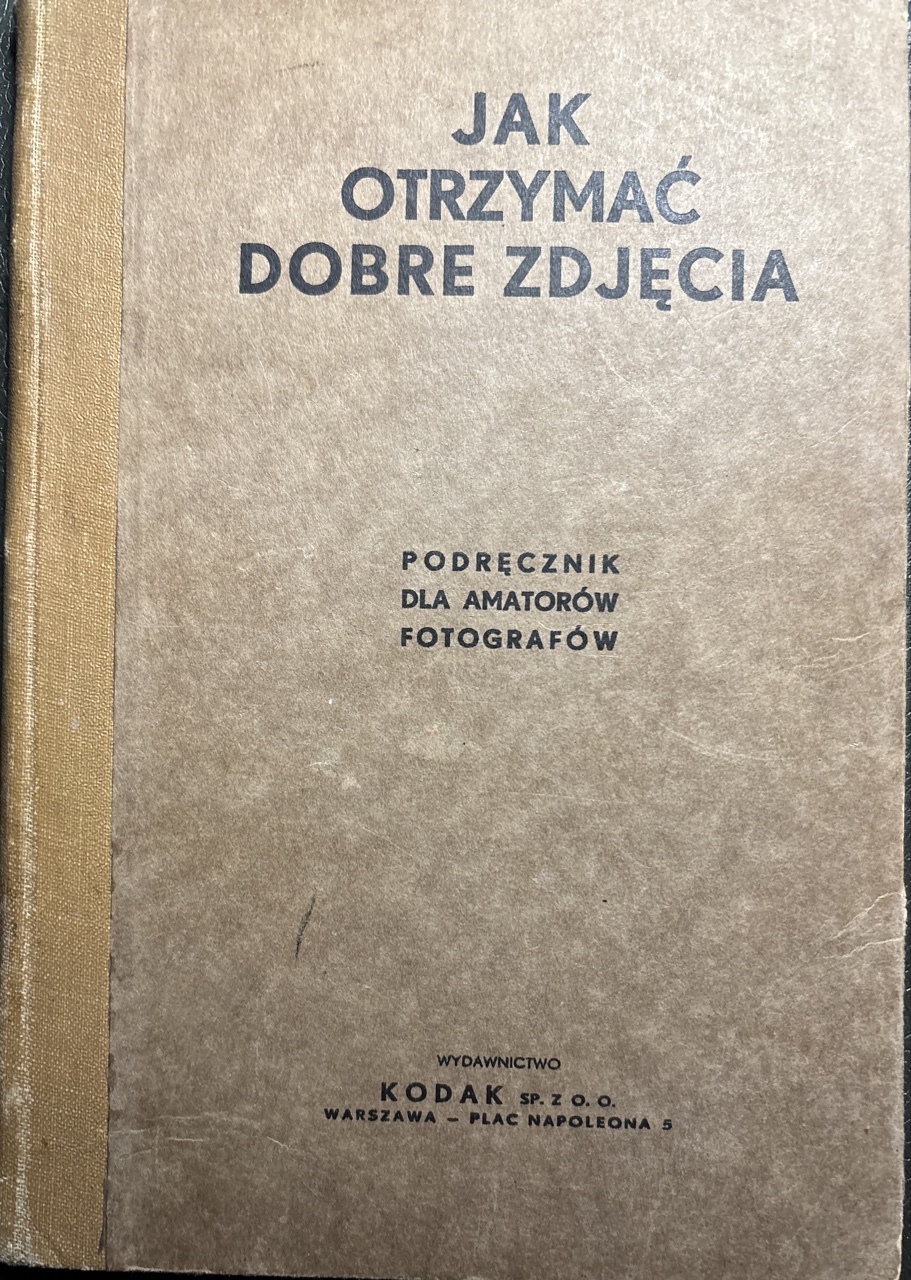 JAK
OTRZYMAĆ
DOBRE ZDJĘCIA
PODRĘCZNIK
DLA AMATORÓW
FOTOGRAFÓW
WYDAWNICTWO
KODAK SP. Z O. O.
WARSZAWA — PLAC NAPOLEONA 5